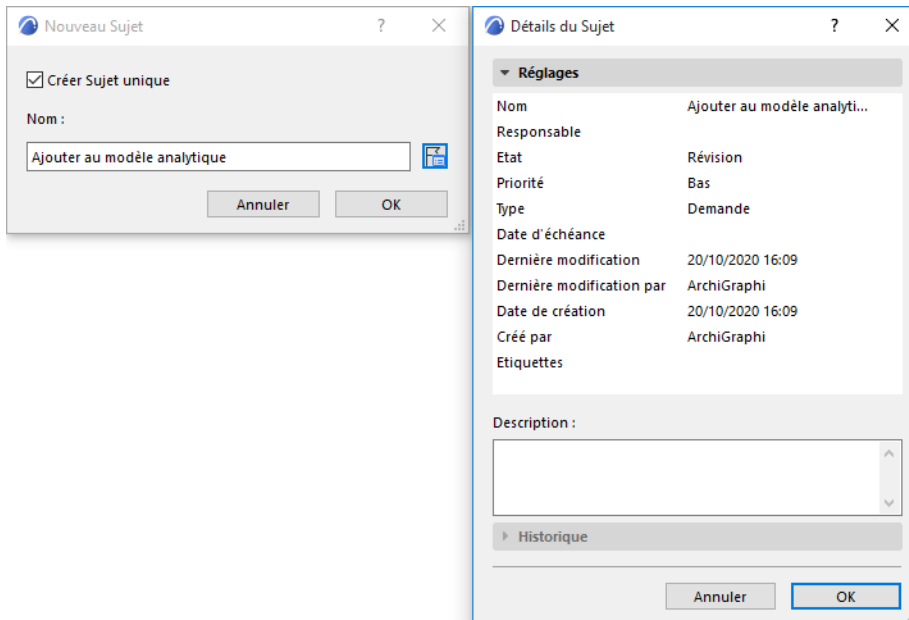 Nouveau Sujet ?
Créer Sujet unique
Nom :
Ajouter au modèle analytique
Annuler OK
Détails du Sujet ?
Réglages
Nom Ajouter au modèle analyti...
Responsable
Etat Révision
Priorité Bas
Type Demande
Date d'échéance
Dernière modification 20/10/2020 16:09
Dernière modification par ArchiGraphi
Date de création 20/10/2020 16:09
Créé par ArchiGraphi
Etiquettes
Description :
Historique
Annuler OK